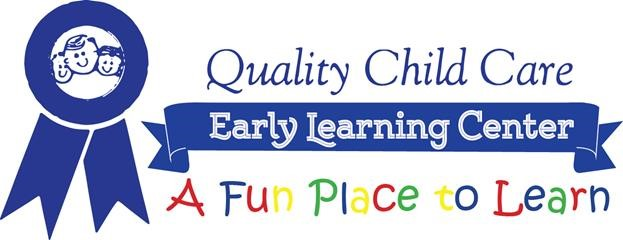 Quality Child Care
Early Learning Center
A Fun Place to Learn